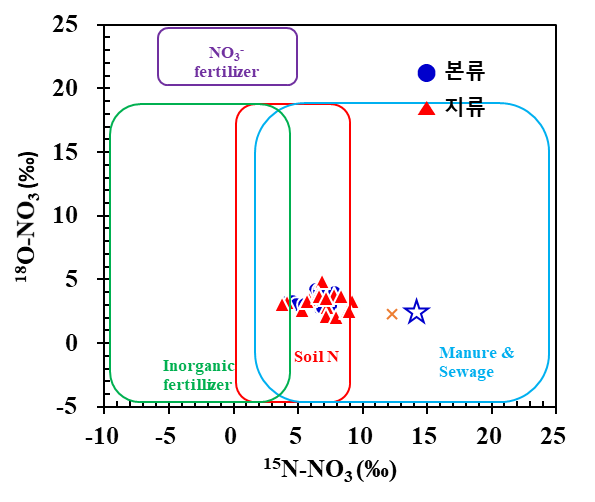 25
20
15
10
5
0
-5
-10
-5
0
5
10
15
20
25
¹⁸O-NO₃ (‰)
¹⁵N-NO₃ (‰)
NO₃⁻
fertilizer
본류
지류
Inorganic
fertillizer
Soil N
Manure &
Sewage